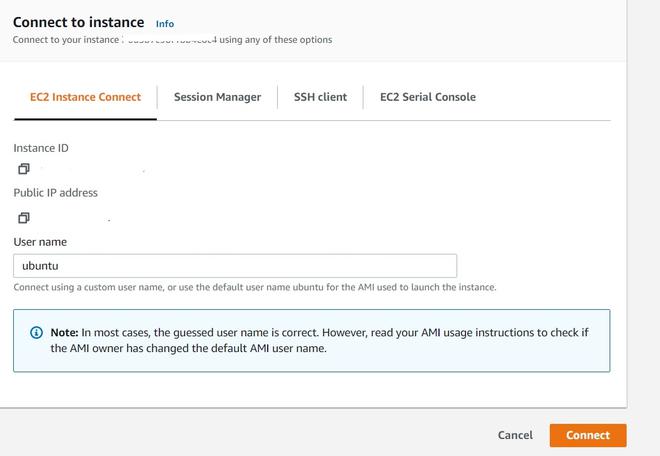 Connect to instance Info
Connect to your instance using any of these options
EC2 Instance Connect Session Manager SSH client EC2 Serial Console
Instance ID
Public IP address
User name
ubuntu
Connect using a custom user name, or use the default user name ubuntu for the AMI used to launch the instance.
Note: In most cases, the guessed user name is correct. However, read your AMI usage instructions to check if
the AMI owner has changed the default AMI user name.
Cancel Connect